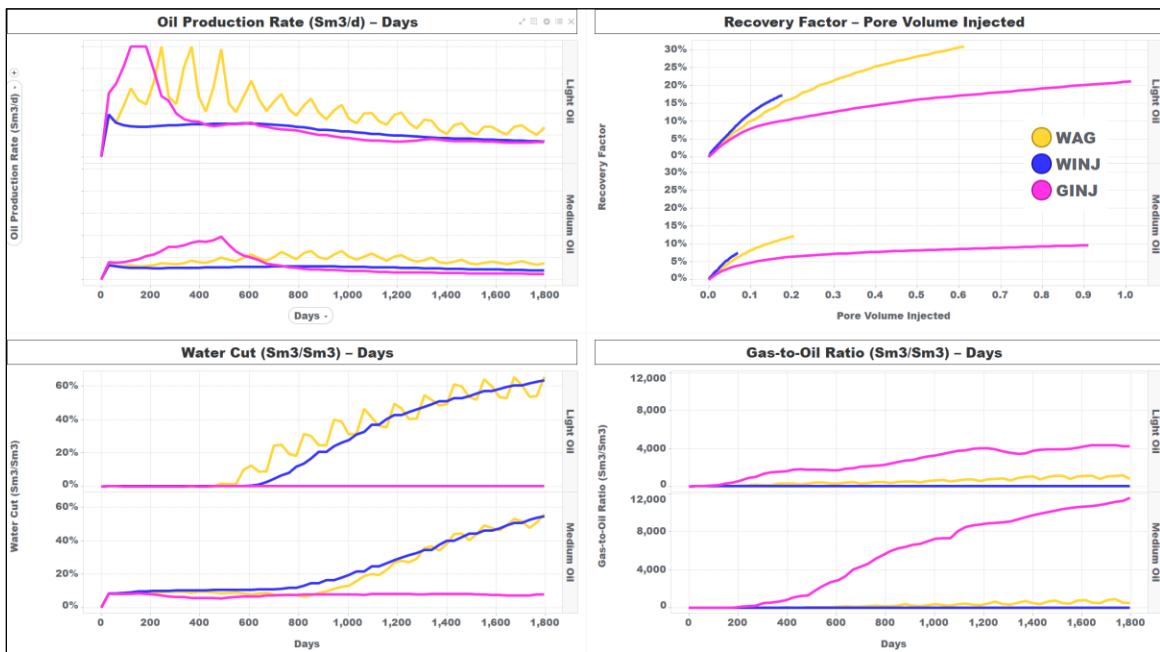 Oil Production Rate (Sm3/d) – Days
Oil Production Rate (Sm3/d)
Light Oil
Medium Oil
0 200 400 600 800 1,000 1,200 1,400 1,600 1,800
Days
Recovery Factor – Pore Volume Injected
Recovery Factor
30%
25%
20%
15%
10%
5%
0%
Light Oil
WAG
WINJ
GINJ
30%
25%
20%
15%
10%
5%
0%
Medium Oil
0.0 0.1 0.2 0.3 0.4 0.5 0.6 0.7 0.8 0.9 1.0
Pore Volume Injected
Water Cut (Sm3/Sm3) – Days
Water Cut (Sm3/Sm3)
60%
40%
20%
0%
Light Oil
60%
40%
20%
0%
Medium Oil
0 200 400 600 800 1,000 1,200 1,400 1,600 1,800
Days
Gas-to-Oil Ratio (Sm3/Sm3) – Days
Gas-to-Oil Ratio (Sm3/Sm3)
12,000
8,000
4,000
0
Light Oil
12,000
8,000
4,000
0
Medium Oil
0 200 400 600 800 1,000 1,200 1,400 1,600 1,800
Days